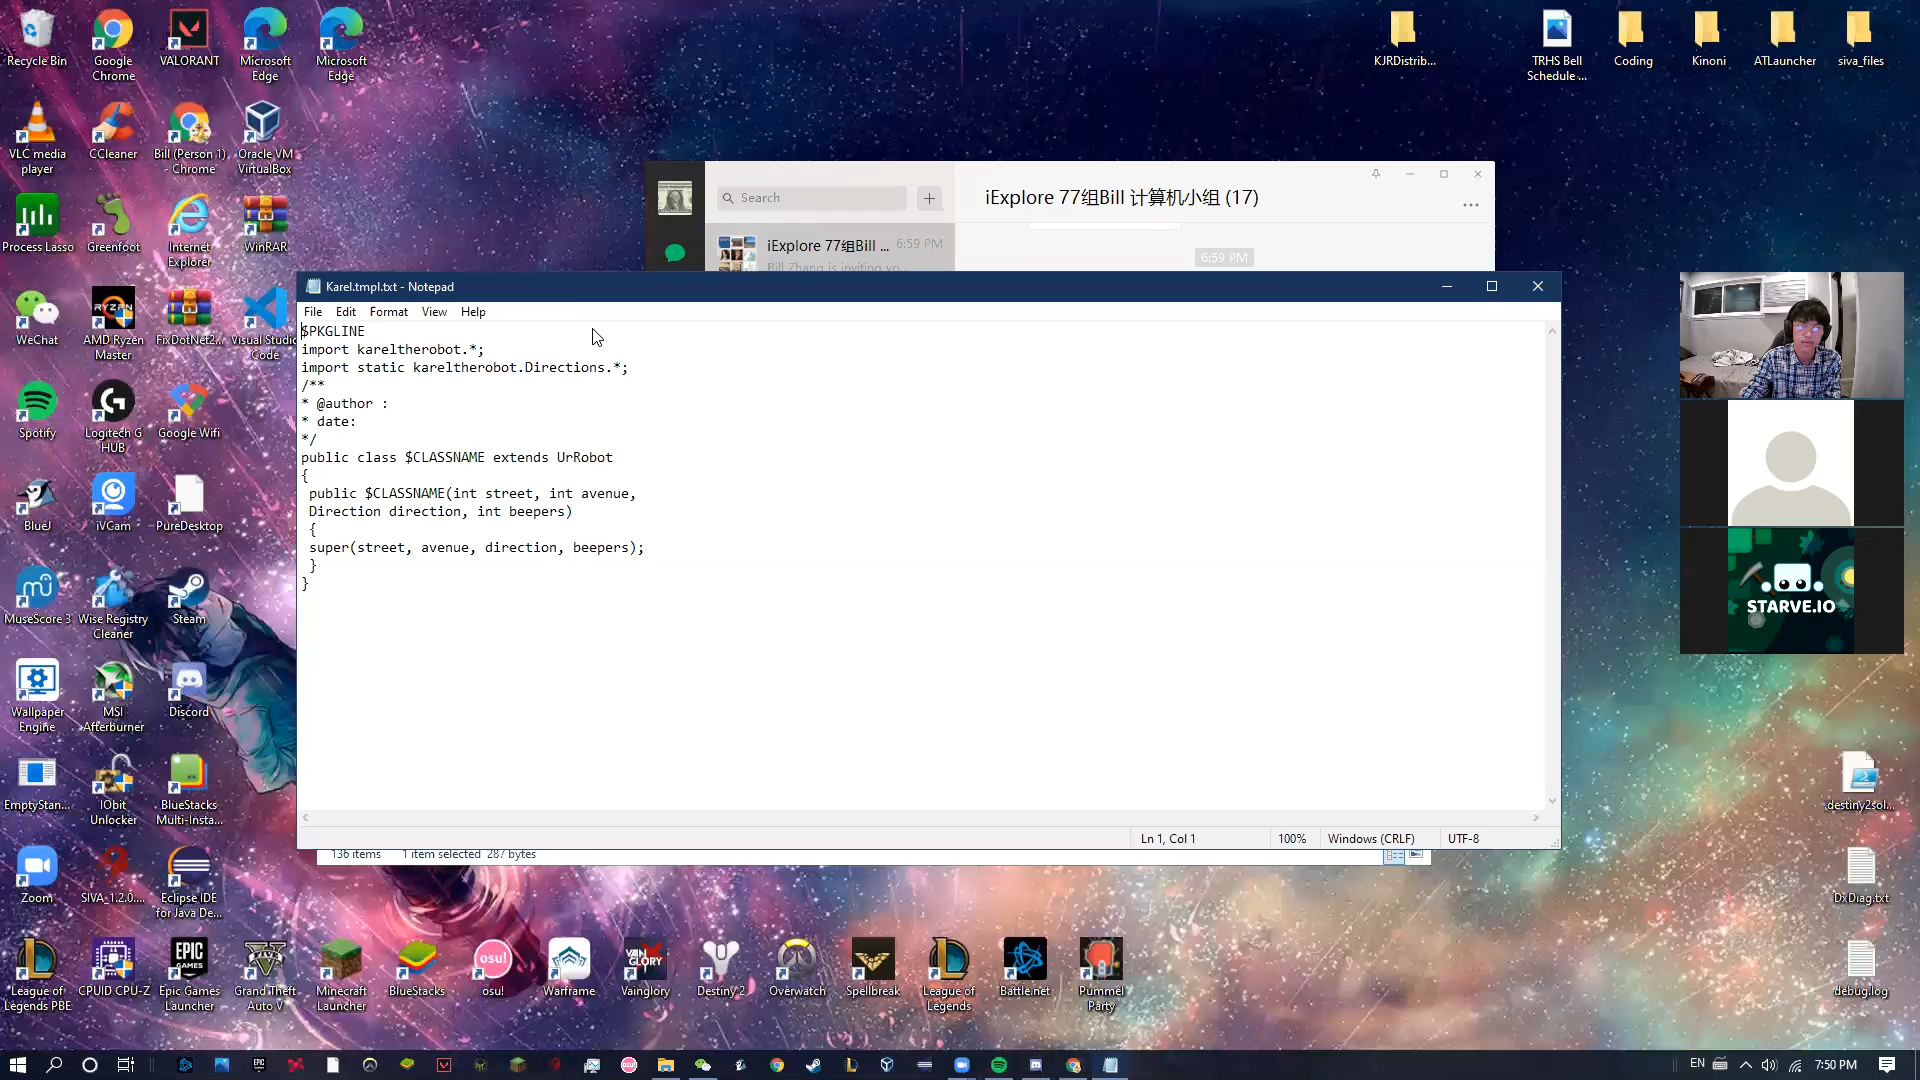 Recycle Bin
Google Chrome
VALORANT
Microsoft Edge
Microsoft Edge
KJRDistrib...
TRHS Bell Schedule ...
Coding
Kinoni
ATLauncher
siva_files
VLC media player
CCleaner
Bill (Person 1) - Chrome
Oracle VM VirtualBox
Process Lasso
Greenfoot
Internet Explorer
WinRAR
WeChat
AMD Ryzen Master
FixDotNet2...
Visual Studio Code
Spotify
Logitech G HUB
Google Wifi
BlueJ
iVCam
PureDesktop
MuseScore 3
Wise Registry Cleaner
Steam
Wallpaper Engine
MSI Afterburner
Discord
EmptyStan...
IObit Unlocker
BlueStacks Multi-Insta...
Zoom
SIVA_1.2.0....
Eclipse IDE for Java De...
League of Legends PBE
CPUID CPU-Z
Epic Games Launcher
Grand Theft Auto V
Minecraft Launcher
BlueStacks
osu!
Warframe
Vainglory
Destiny 2
Overwatch
Spellbreak
League of Legends
Battle.net
Pummel Party
Search
iExplore 77组Bill 计算机小组 (17)
iExplore 77组Bill ...
6:59 PM
Bill Zhang is inviting yo...
6:59 PM
Karel.tmpl.txt - Notepad
File Edit Format View Help
$PKGLINE
import kareltherobot.*;
import static kareltherobot.Directions.*;
/**
* @author :
* date:
*/
public class $CLASSNAME extends UrRobot
{
public $CLASSNAME(int street, int avenue,
Direction direction, int beepers)
{
super(street, avenue, direction, beepers);
}
}
Ln 1, Col 1
100%
Windows (CRLF)
UTF-8
136 items 1 item selected 287 bytes
STARVE.IO
.destiny2sol...
DxDiag.txt
debug.log
EN
7:50 PM